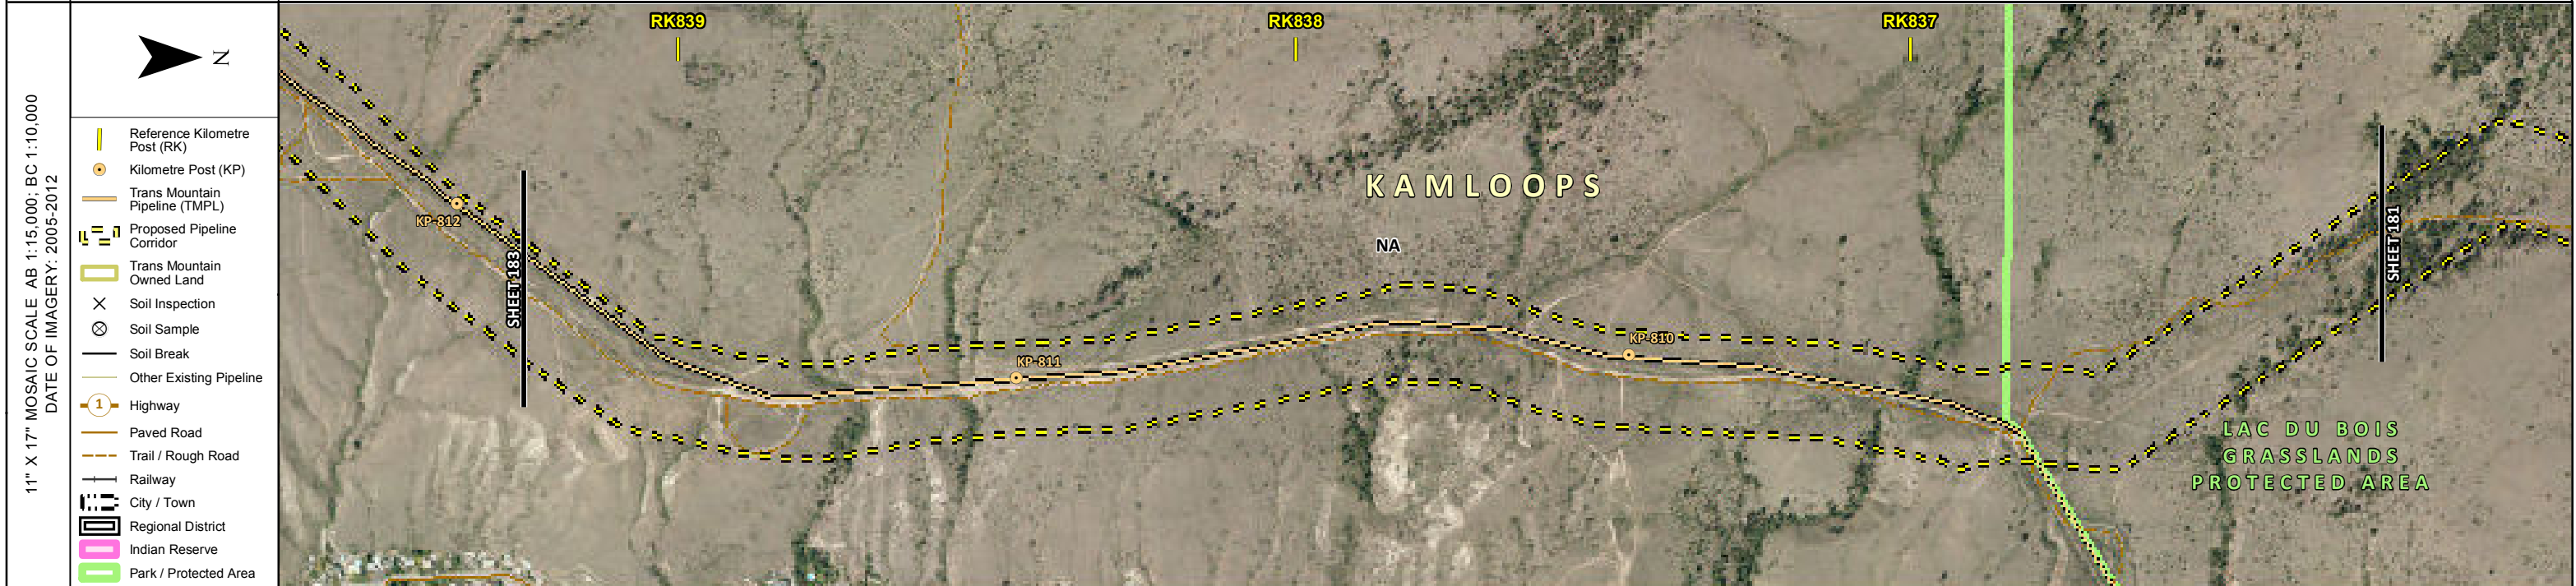 11" X 17" MOSAIC SCALE AB 1:15,000; BC 1:10,000
DATE OF IMAGERY: 2005-2012
N
Reference Kilometre
Post (RK)
Kilometre Post (KP)
Trans Mountain
Pipeline (TMPL)
Proposed Pipeline
Corridor
Trans Mountain
Owned Land
Soil Inspection
Soil Sample
Soil Break
Other Existing Pipeline
1
Highway
Paved Road
Trail / Rough Road
Railway
City / Town
Regional District
Indian Reserve
Park / Protected Area
RK839
RK838
RK837
KAMLOOPS
NA
KP-812
SHEET 183
KP-811
KP-810
SHEET 181
LAC DU BOIS
GRASSLANDS
PROTECTED AREA